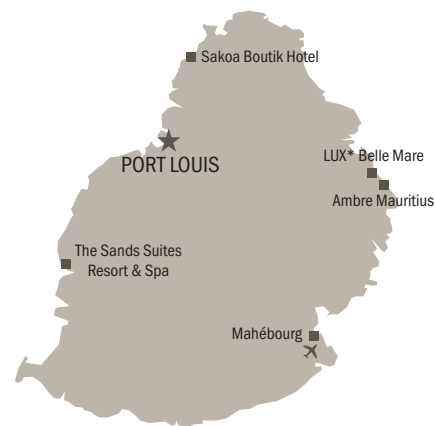 Sakoa Boutik Hotel
PORT LOUIS
LUX* Belle Mare
Ambre Mauritius
The Sands Suites
Resort & Spa
Mahébourg